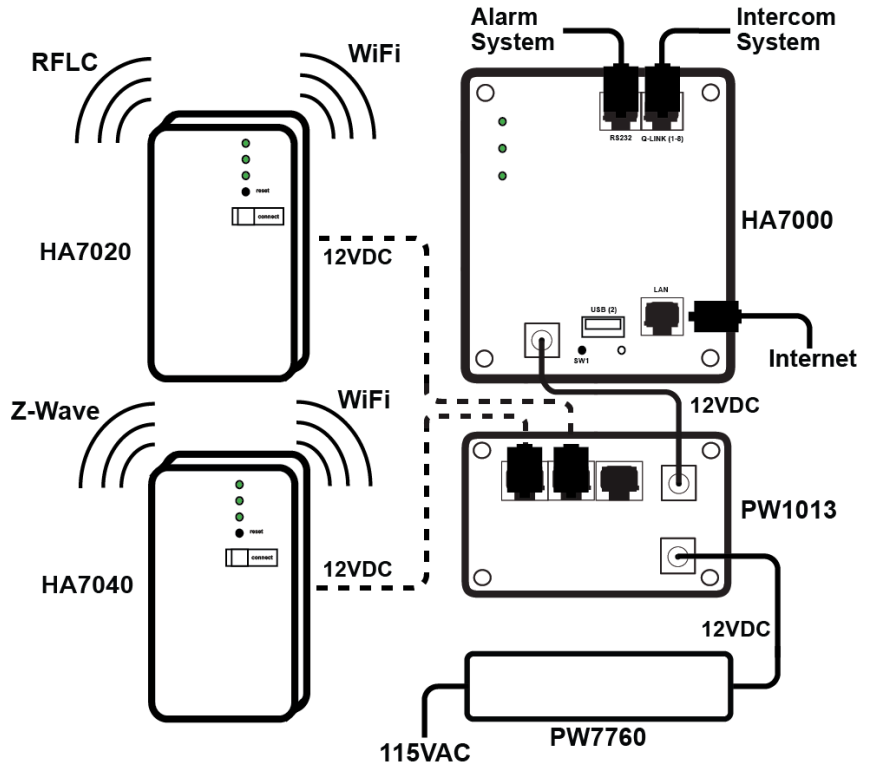 Alarm
System
Intercom
System
RFLC
WiFi
RS232
Q-LINK (1-8)
reset
connect
HA7020
12VDC
HA7000
LAN
USB (2)
SW1
Internet
Z-Wave
WiFi
12VDC
reset
connect
HA7040
12VDC
PW1013
12VDC
PW7760
115VAC